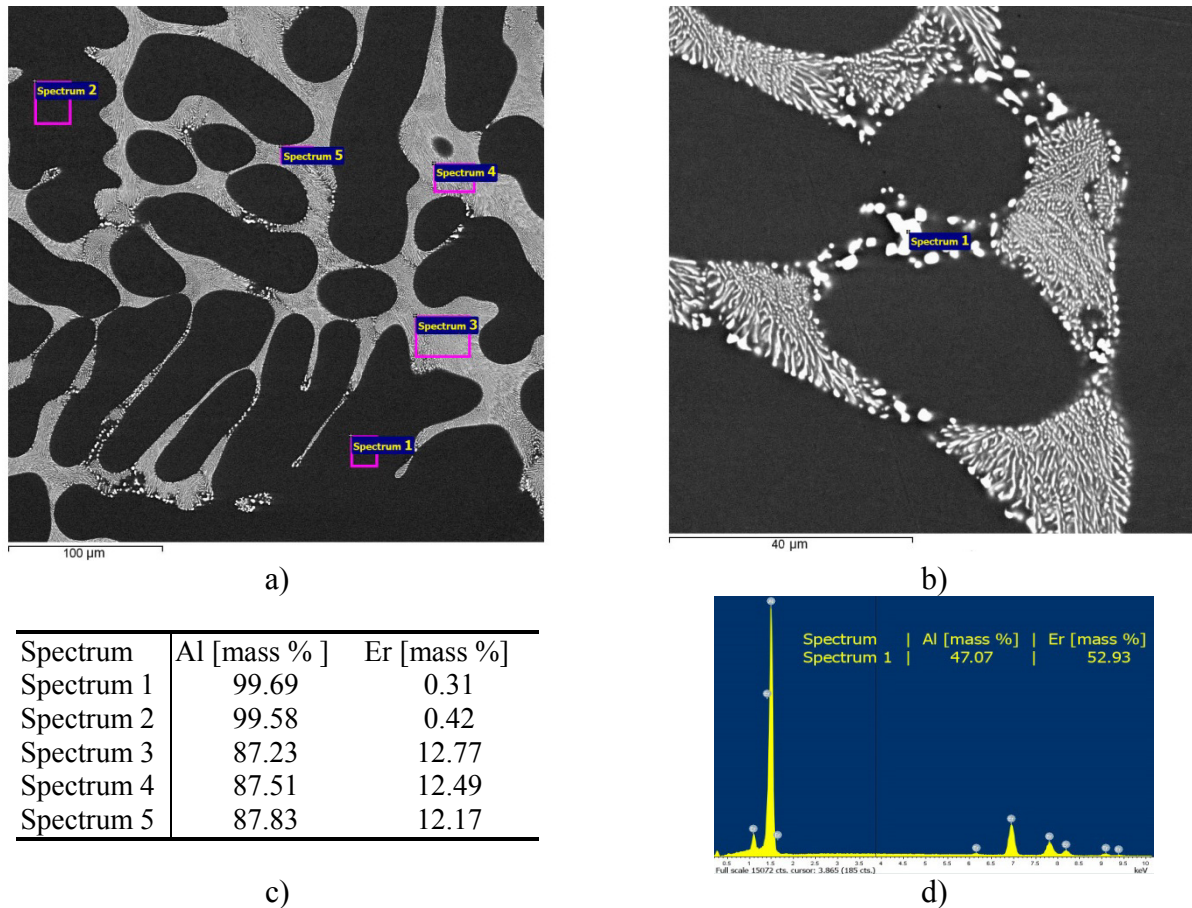 Spectrum 2
Spectrum 5
Spectrum 4
Spectrum 3
Spectrum 1
100 µm
a)
Spectrum 1
40 µm
b)
Spectrum Al [mass % ] Er [mass %]
Spectrum 1 99.69 0.31
Spectrum 2 99.58 0.42
Spectrum 3 87.23 12.77
Spectrum 4 87.51 12.49
Spectrum 5 87.83 12.17
c)
Spectrum | Al [mass %] | Er [mass %]
Spectrum 1 | 47.07 | 52.93
0.5 1 1.5 2 2.5 3 3.5 4 4.5 5 5.5 6 6.5 7 7.5 8 8.5 9 9.5 10
Full scale 15072 cts. cursor: 3.865 (185 cts.) keV
d)